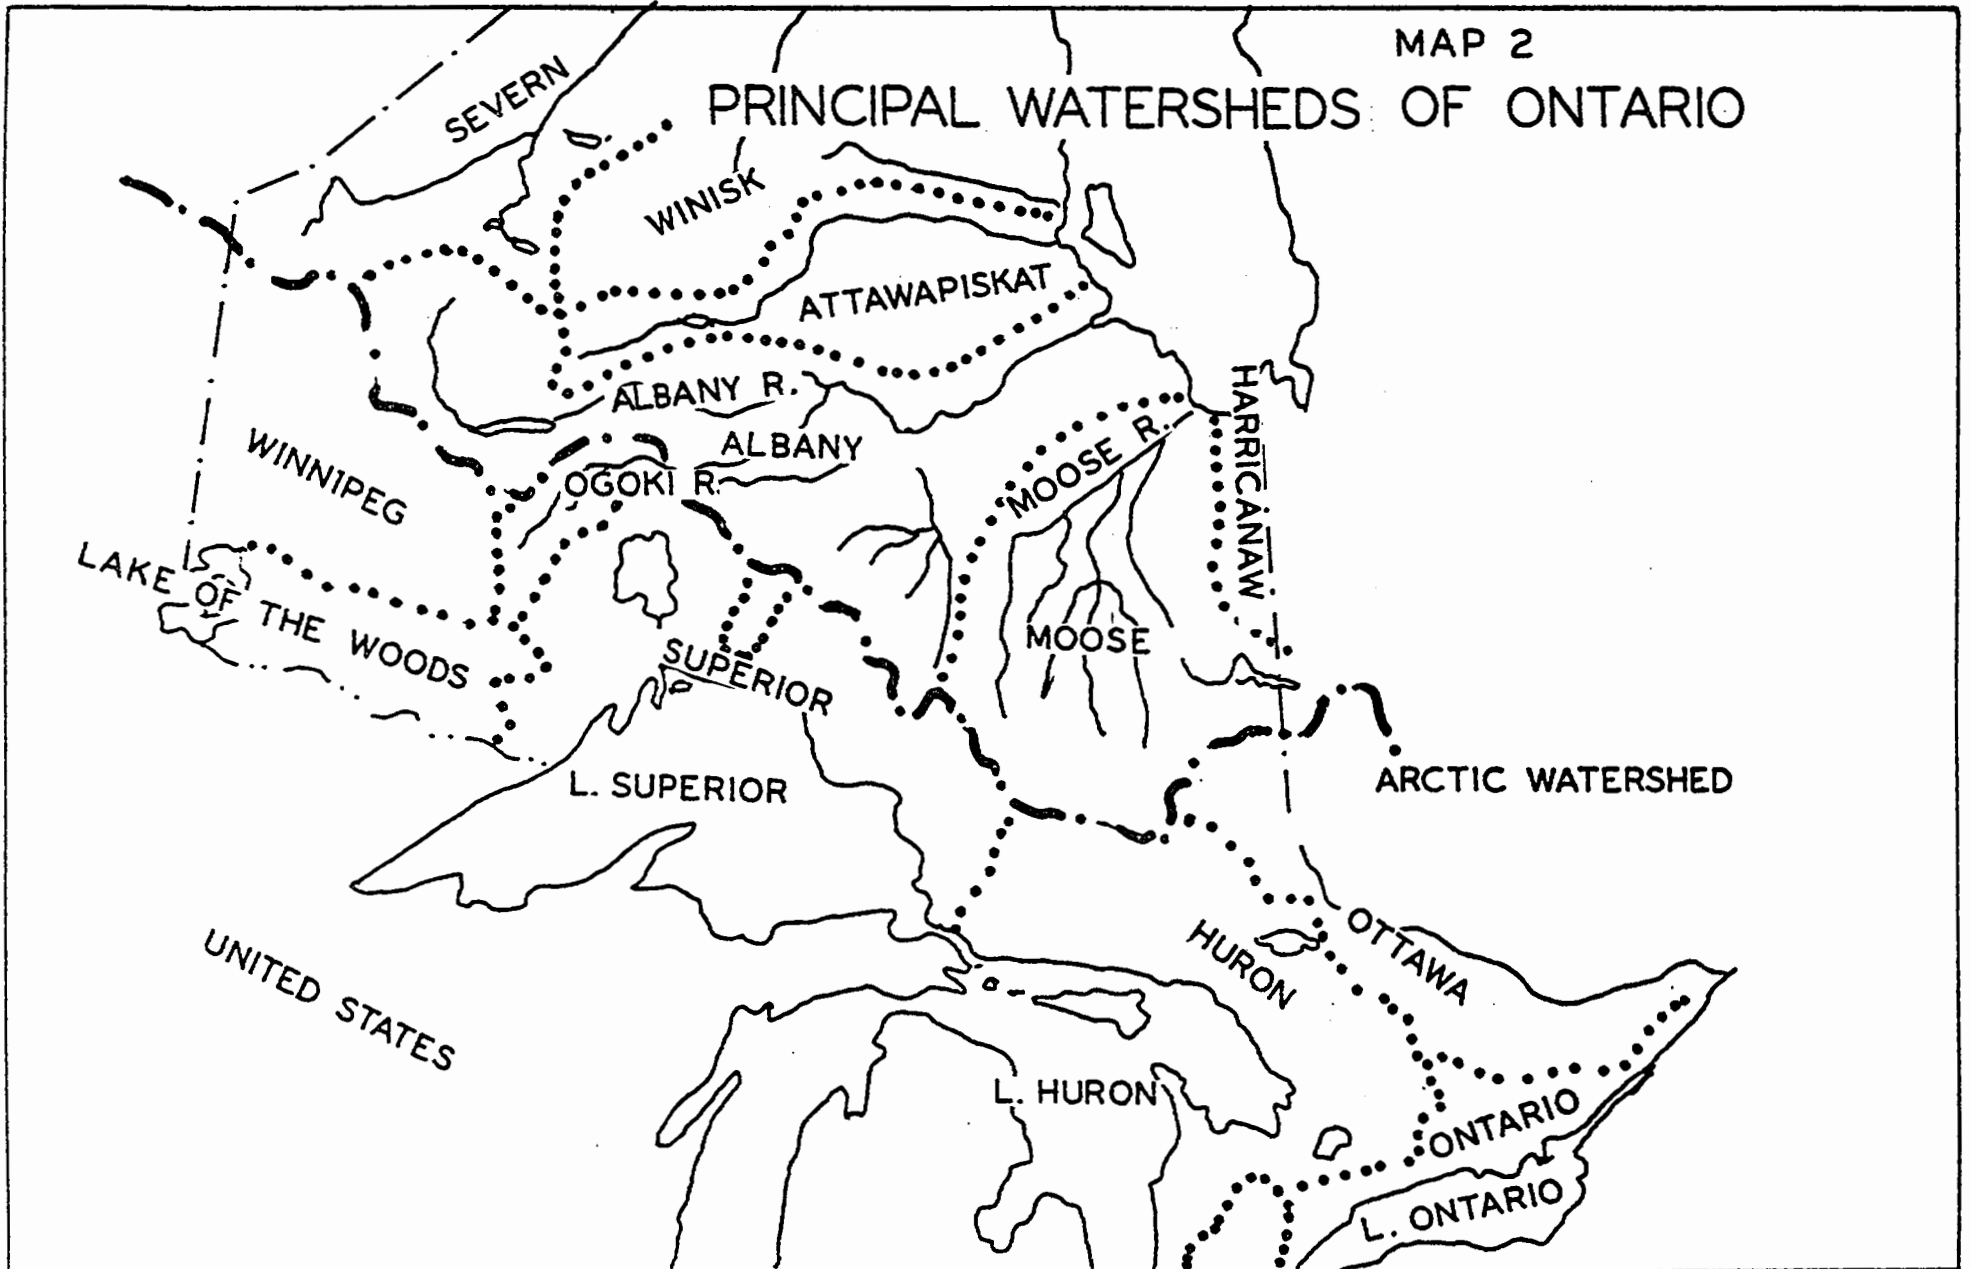 MAP 2
PRINCIPAL WATERSHEDS OF ONTARIO
SEVERN
WINISK
ATTAWAPISKAT
ALBANY R.
ALBANY
OGOKI R.
MOOSE R.
HARRICANAW
WINNIPEG
LAKE OF THE WOODS
MOOSE
SUPERIOR
L. SUPERIOR
ARCTIC WATERSHED
UNITED STATES
HURON
OTTAWA
L. HURON
ONTARIO
L. ONTARIO